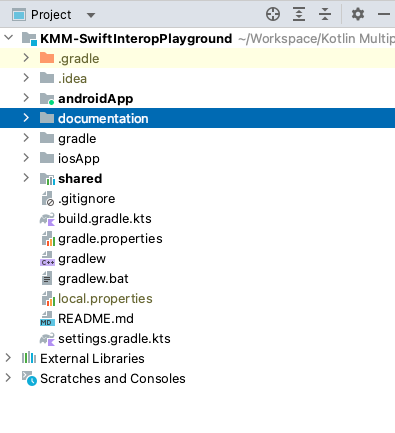 Project
KMM-SwiftInteropPlayground ~/Workspace/Kotlin Multip
.gradle
.idea
androidApp
documentation
gradle
iosApp
shared
.gitignore
build.gradle.kts
gradle.properties
C++ gradlew
gradlew.bat
local.properties
MD README.md
settings.gradle.kts
External Libraries
Scratches and Consoles